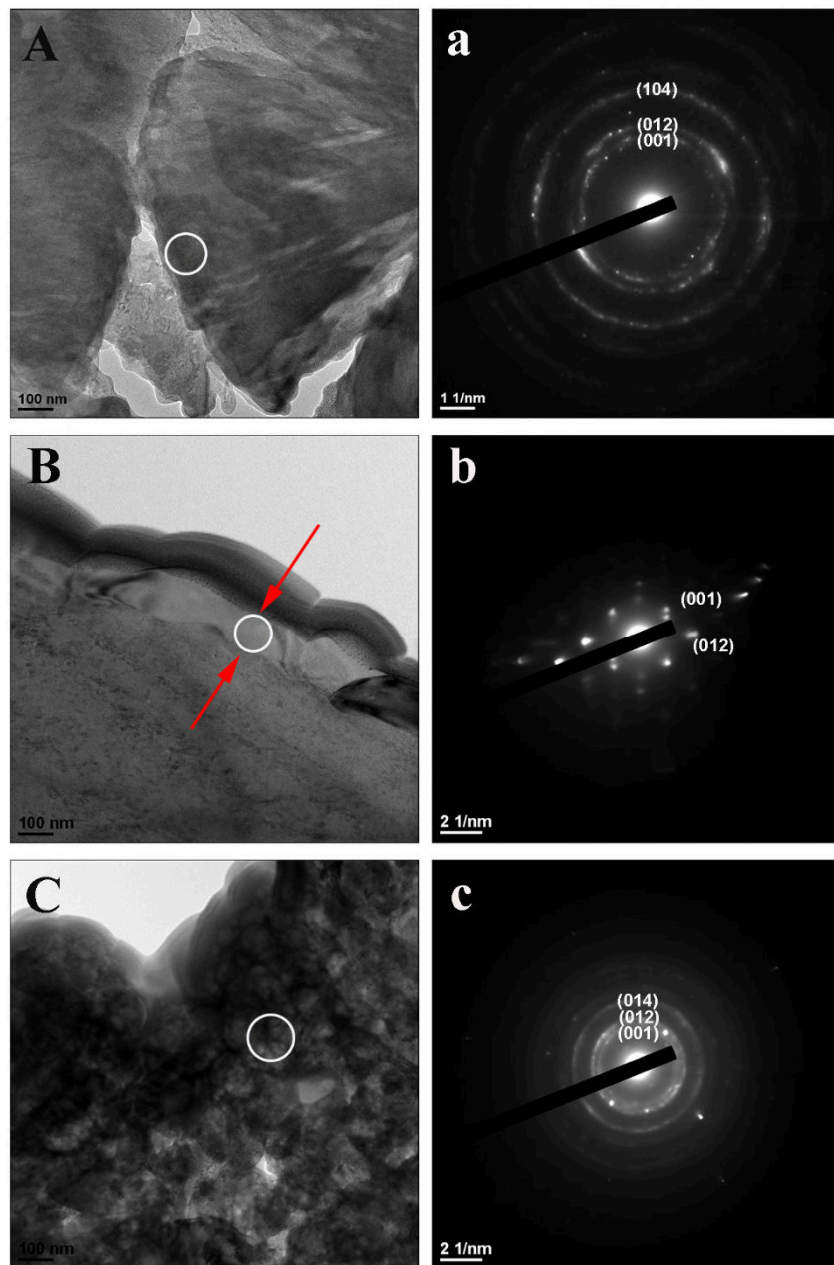 A
100 nm
a
(104)
(012)
(001)
1 1/nm
B
100 nm
b
(001)
(012)
2 1/nm
C
100 nm
c
(014)
(012)
(001)
2 1/nm